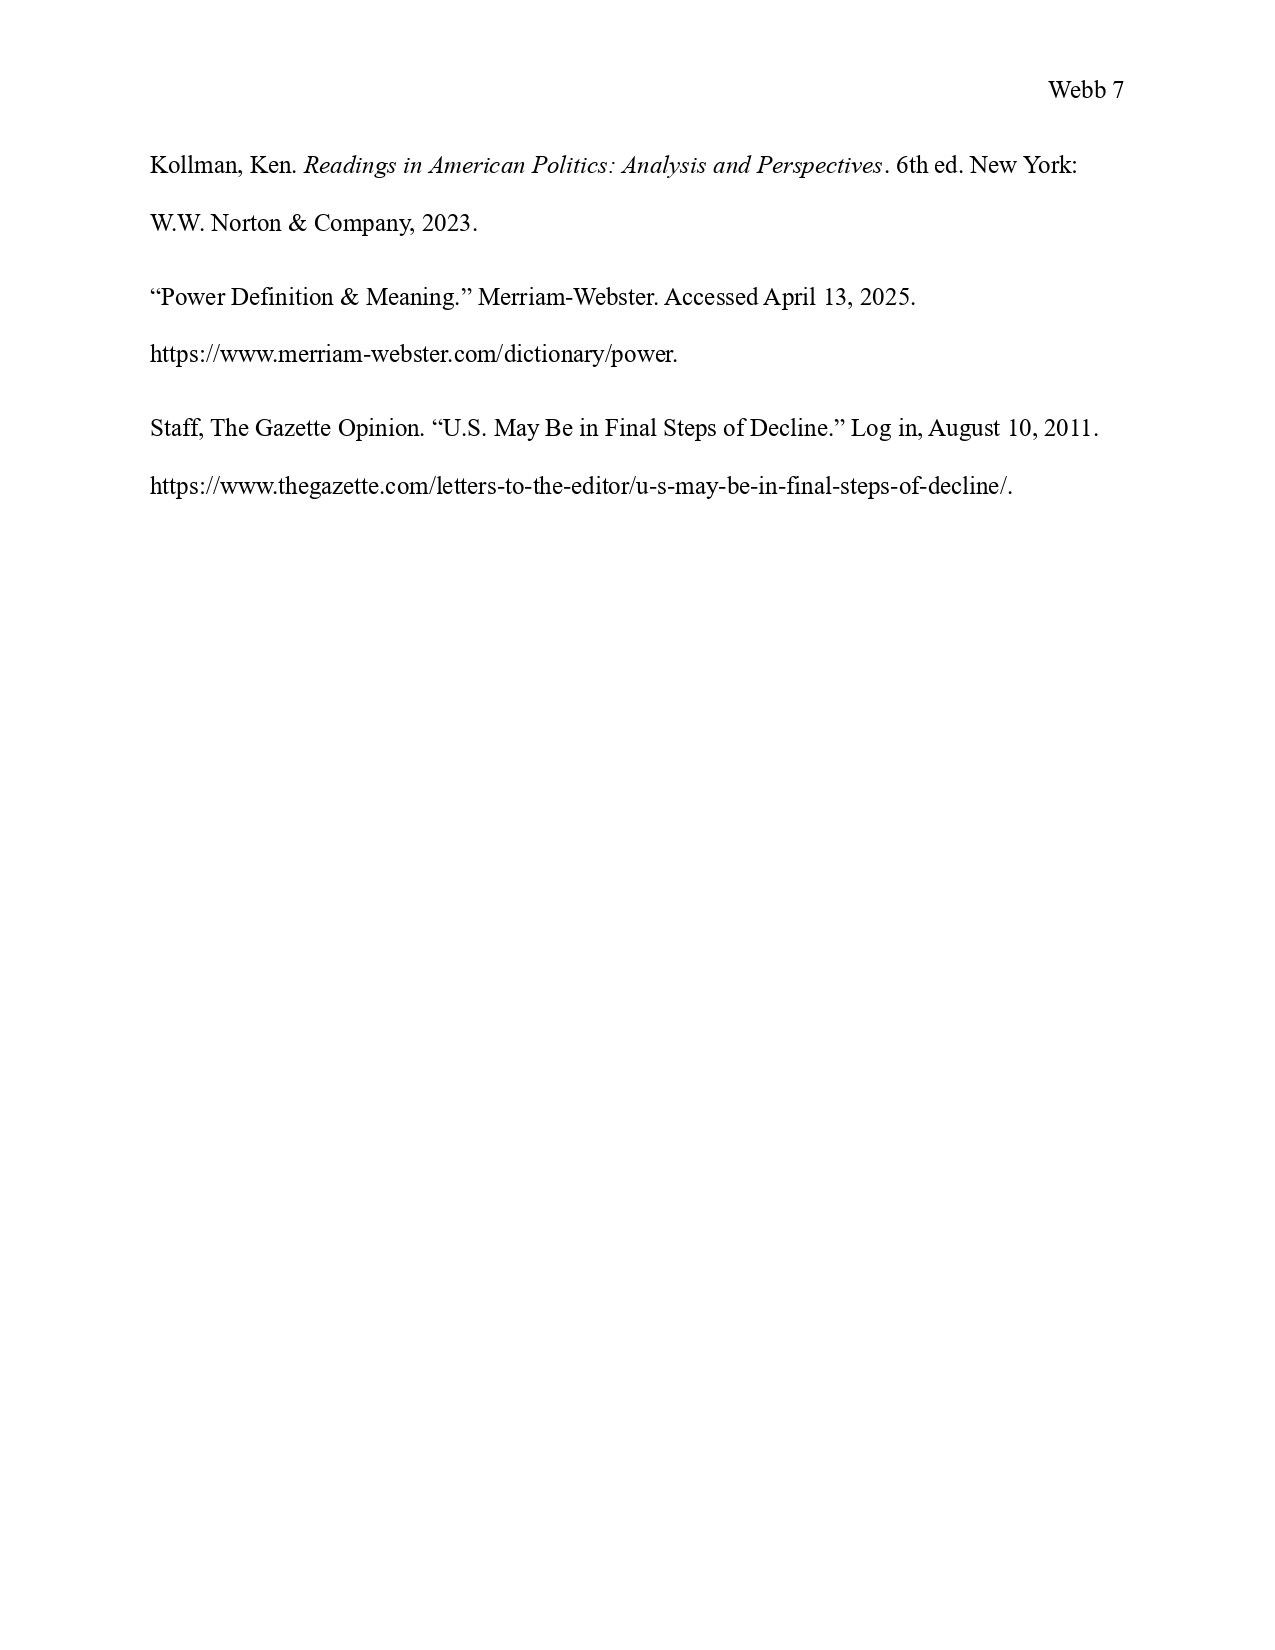 Webb 7
Kollman, Ken. Readings in American Politics: Analysis and Perspectives. 6th ed. New York:
W.W. Norton & Company, 2023.
“Power Definition & Meaning.” Merriam-Webster. Accessed April 13, 2025.
https://www.merriam-webster.com/dictionary/power.
Staff, The Gazette Opinion. “U.S. May Be in Final Steps of Decline.” Log in, August 10, 2011.
https://www.thegazette.com/letters-to-the-editor/u-s-may-be-in-final-steps-of-decline/.